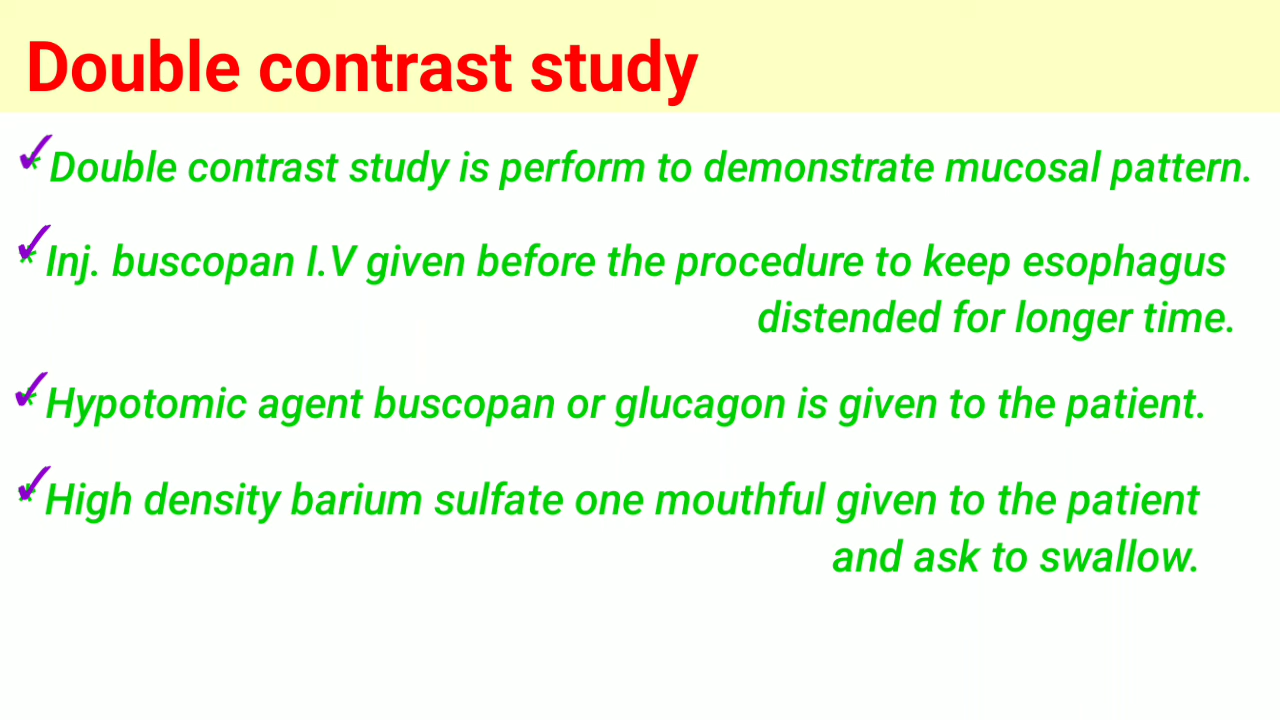 Double contrast study
✓* Double contrast study is perform to demonstrate mucosal pattern.
✓* Inj. buscopan I.V given before the procedure to keep esophagus
distended for longer time.
✓* Hypotomic agent buscopan or glucagon is given to the patient.
✓* High density barium sulfate one mouthful given to the patient
and ask to swallow.